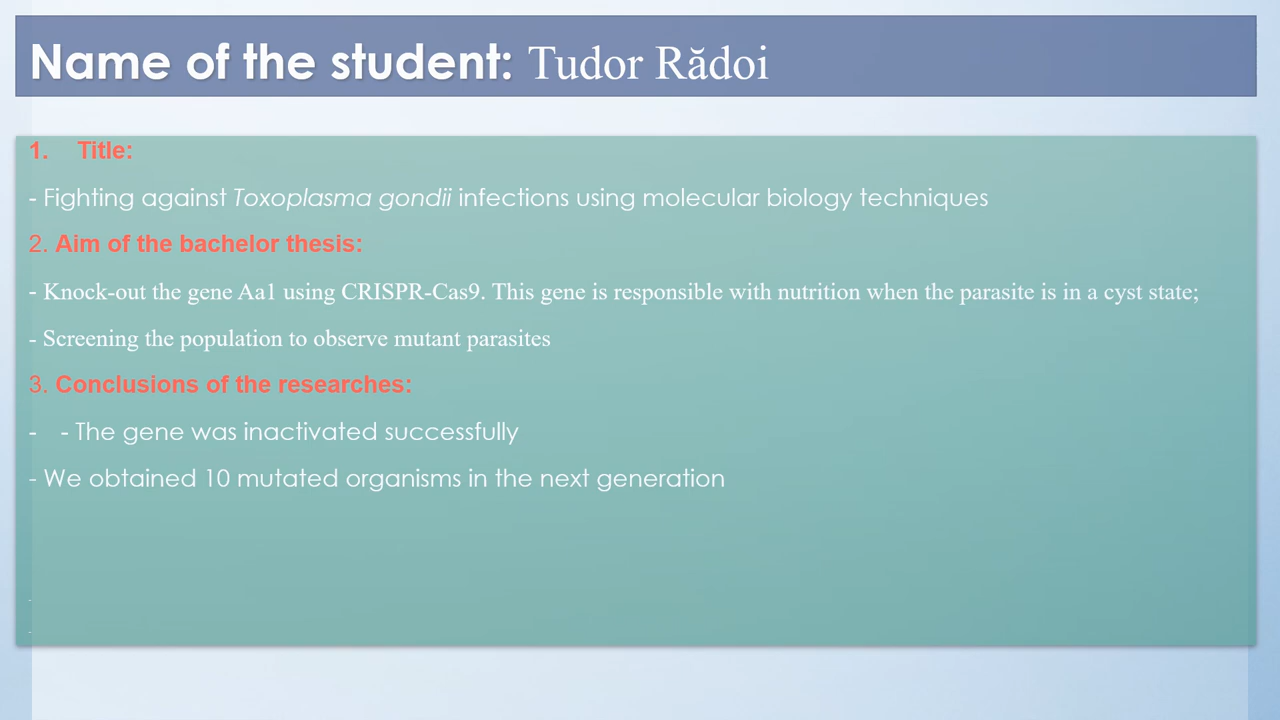 Name of the student: Tudor Rădoi
1. Title:
- Fighting against Toxoplasma gondii infections using molecular biology techniques
2. Aim of the bachelor thesis:
- Knock-out the gene Aa1 using CRISPR-Cas9. This gene is responsible with nutrition when the parasite is in a cyst state;
- Screening the population to observe mutant parasites
3. Conclusions of the researches:
- - The gene was inactivated successfully
- We obtained 10 mutated organisms in the next generation
-
-